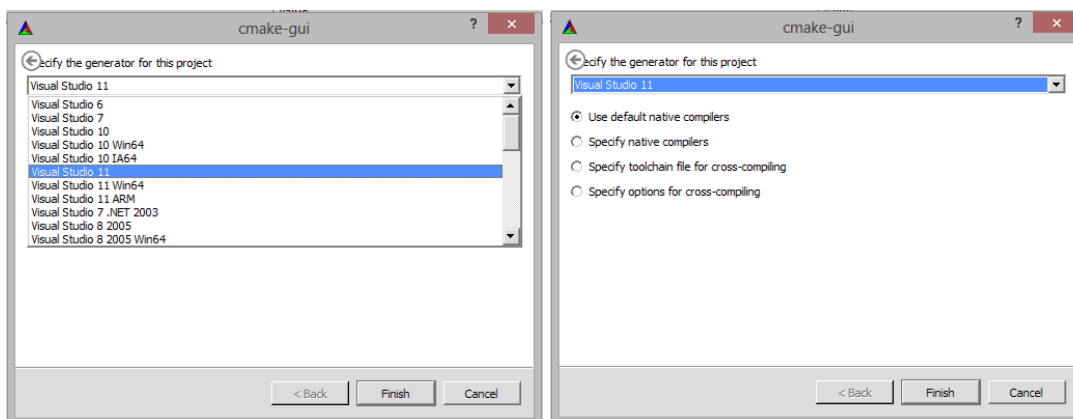 cmake-gui
?
ecify the generator for this project
Visual Studio 11
Visual Studio 6
Visual Studio 7
Visual Studio 10
Visual Studio 10 Win64
Visual Studio 10 IA64
Visual Studio 11
Visual Studio 11 Win64
Visual Studio 11 ARM
Visual Studio 7 .NET 2003
Visual Studio 8 2005
Visual Studio 8 2005 Win64
< Back
Finish
Cancel
cmake-gui
?
ecify the generator for this project
Visual Studio 11
Use default native compilers
Specify native compilers
Specify toolchain file for cross-compiling
Specify options for cross-compiling
< Back
Finish
Cancel